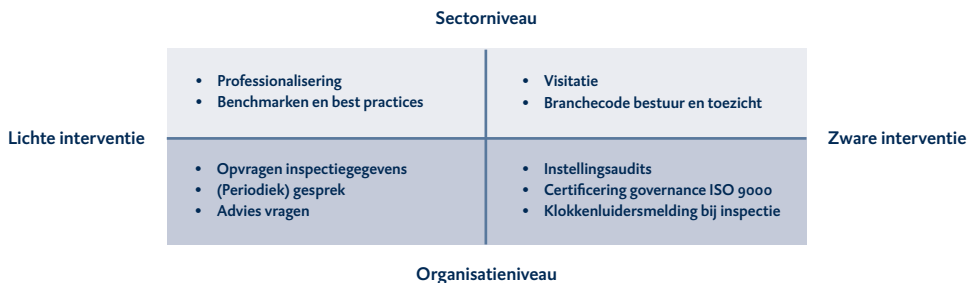 Sectorniveau
• Professionalisering
• Benchmarken en best practices
• Visitatie
• Branchecode bestuur en toezicht
Lichte interventie
Zware interventie
• Opvragen inspectiegegevens
• (Periodiek) gesprek
• Advies vragen
• Instellingsaudits
• Certificering governance ISO 9000
• Klokkenluidersmelding bij inspectie
Organisatieniveau